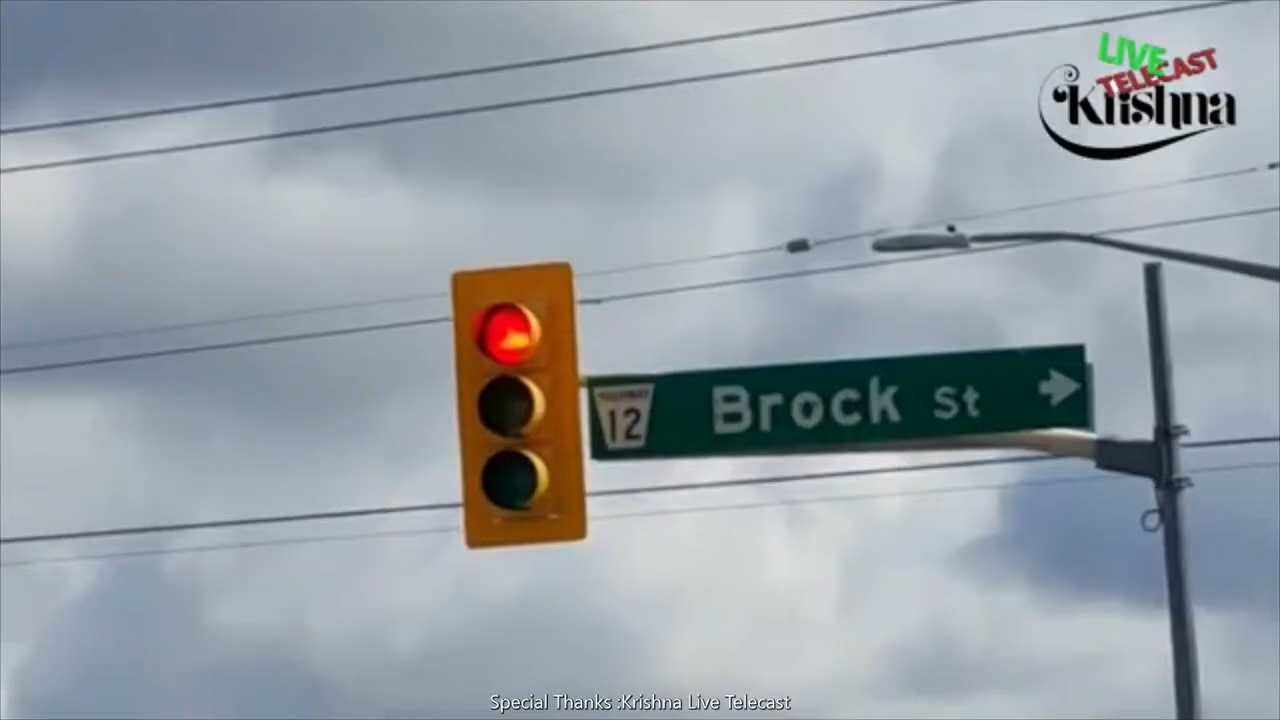 LIVE
TELECAST
Krishna
12
Brock St
Special Thanks :Krishna Live Telecast